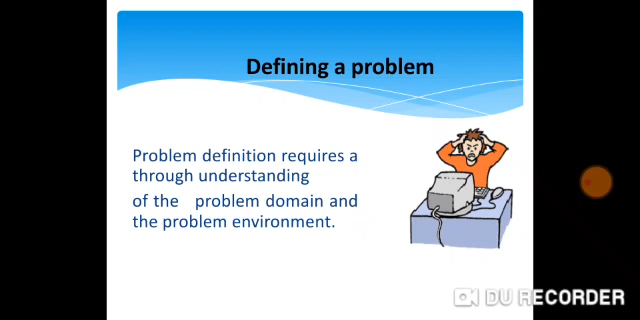 Defining a problem
Problem definition requires a
through understanding
of the problem domain and
the problem environment.
DU RECORDER